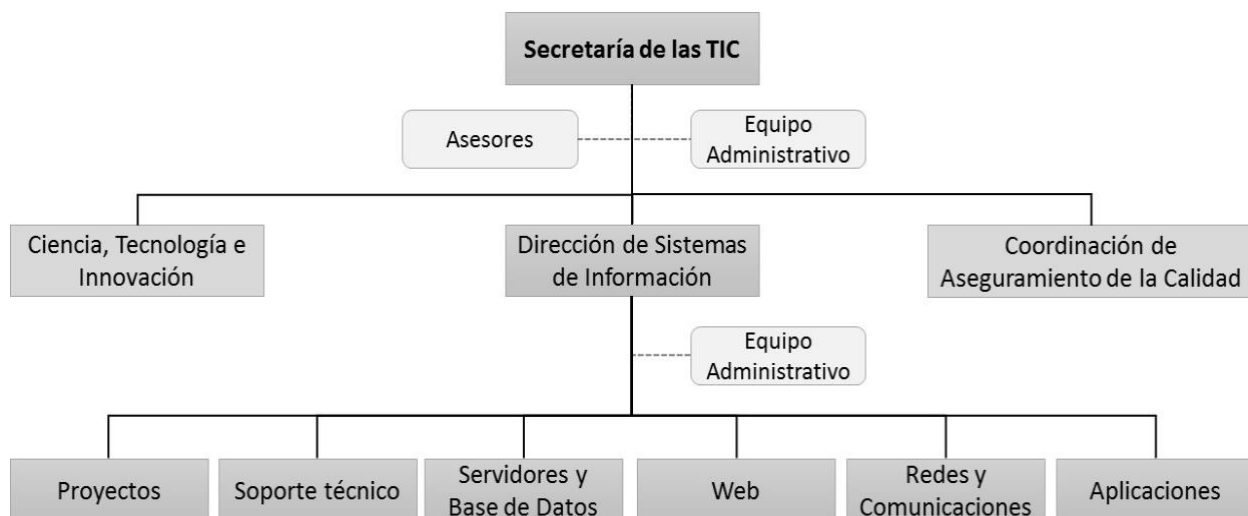 Secretaría de las TIC
Asesores
Equipo
Administrativo
Ciencia, Tecnología e
Innovación
Dirección de Sistemas
de Información
Coordinación de
Aseguramiento de la Calidad
Equipo
Administrativo
Proyectos
Soporte técnico
Servidores y
Base de Datos
Web
Redes y
Comunicaciones
Aplicaciones